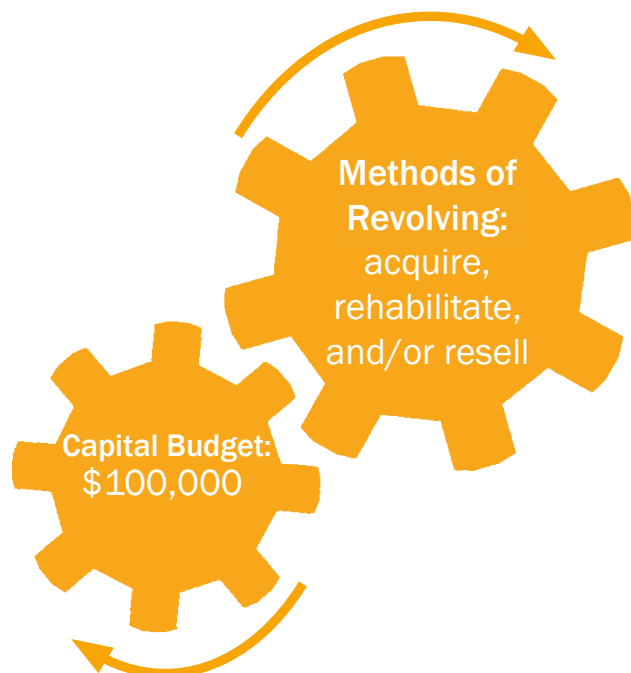 Methods of
Revolving:
acquire,
rehabilitate,
and/or resell
Capital Budget:
$100,000